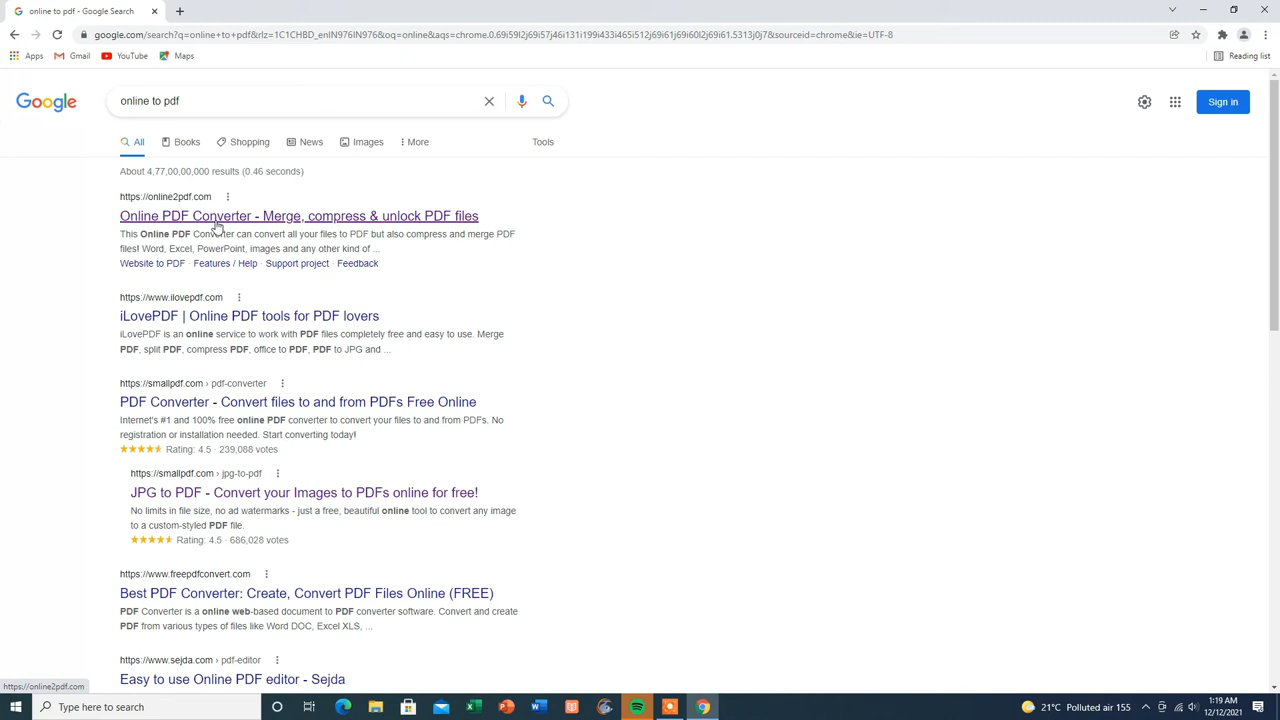 online to pdf - Google Search
google.com/search?q=online+to+pdf&rlz=1C1CHBD_enIN976IN976&oq=online&aqs=chrome.0.69i59l2j69i57j46i131i199i433i465i512j69i61j69i60l2j69i61.5313j0j7&sourceid=chrome&ie=UTF-8
Apps Gmail YouTube Maps Reading list
Google online to pdf Sign in
All Books Shopping News Images More Tools
About 4,77,00,00,000 results (0.46 seconds)
https://online2pdf.com
Online PDF Converter - Merge, compress & unlock PDF files
This Online PDF Converter can convert all your files to PDF but also compress and merge PDF
files! Word, Excel, PowerPoint, images and any other kind of ...
Website to PDF · Features / Help · Support project · Feedback
https://www.ilovepdf.com
iLovePDF | Online PDF tools for PDF lovers
iLovePDF is an online service to work with PDF files completely free and easy to use. Merge
PDF, split PDF, compress PDF, office to PDF, PDF to JPG and ...
https://smallpdf.com › pdf-converter
PDF Converter - Convert files to and from PDFs Free Online
Internet's #1 and 100% free online PDF converter to convert your files to and from PDFs. No
registration or installation needed. Start converting today!
Rating: 4.5 · 239,088 votes
https://smallpdf.com › jpg-to-pdf
JPG to PDF - Convert your Images to PDFs online for free!
No limits in file size, no ad watermarks - just a free, beautiful online tool to convert any image
to a custom-styled PDF file.
Rating: 4.5 · 686,028 votes
https://www.freepdfconvert.com
Best PDF Converter: Create, Convert PDF Files Online (FREE)
PDF Converter is a online web-based document to PDF converter software. Convert and create
PDF from various types of files like Word DOC, Excel XLS, ...
https://www.sejda.com › pdf-editor
Easy to use Online PDF editor - Sejda
https://online2pdf.com
Type here to search
21°C Polluted air 155
ENG
1:19 AM
12/12/2021